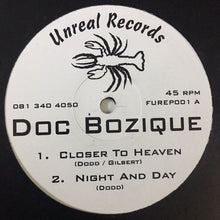 Unreal Records
081 340 4050
45 RPM
FUREP001 A
DOC BOZIQUE
1. CLOSER TO HEAVEN
(DODD / GILBERT)
2. NIGHT AND DAY
(DODD)